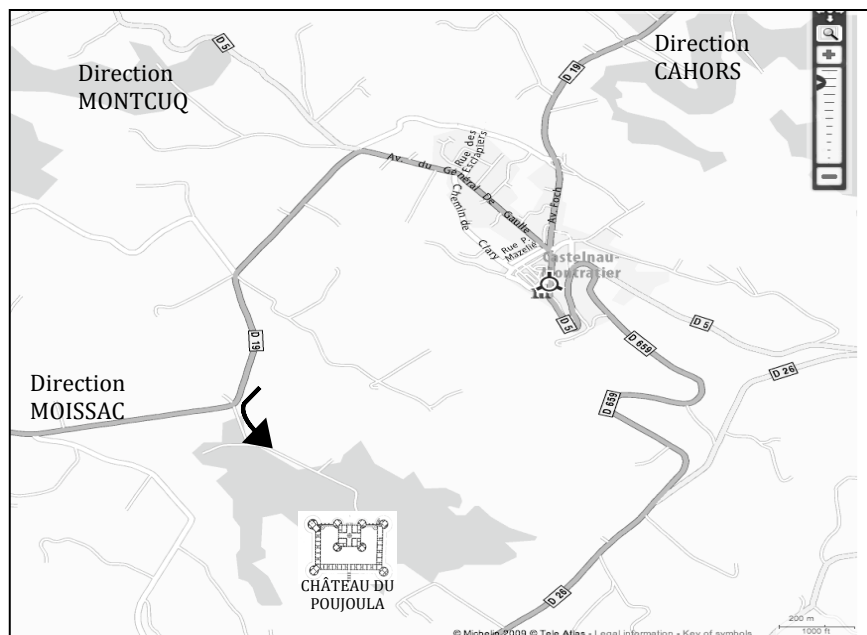 D 5
Direction
MONTCUQ
Direction
CAHORS
D 19
Rue des
Esclapiers
Av. du Général De Gaulle
Chemin de Clary
Rue P.
Mazelié
Av. Foch
Castelnau-
Montratier
D 5
D 5
D 659
D 26
D 659
D 19
Direction
MOISSAC
CHÂTEAU DU
POUJOULA
D 26
200 m
1000 ft
© Michelin 2009 © Tele Atlas - Legal information - Key of symbols